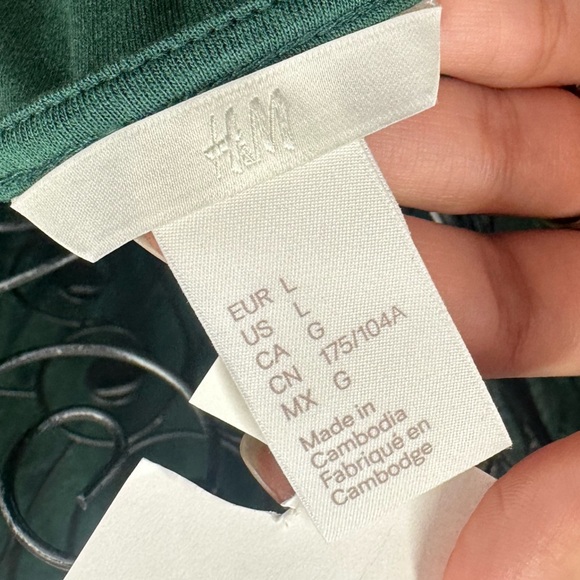 H&M
EUR L
US L
CA G
CN 175/104A
MX G
Made in
Cambodia
Fabriqué en
Cambodge